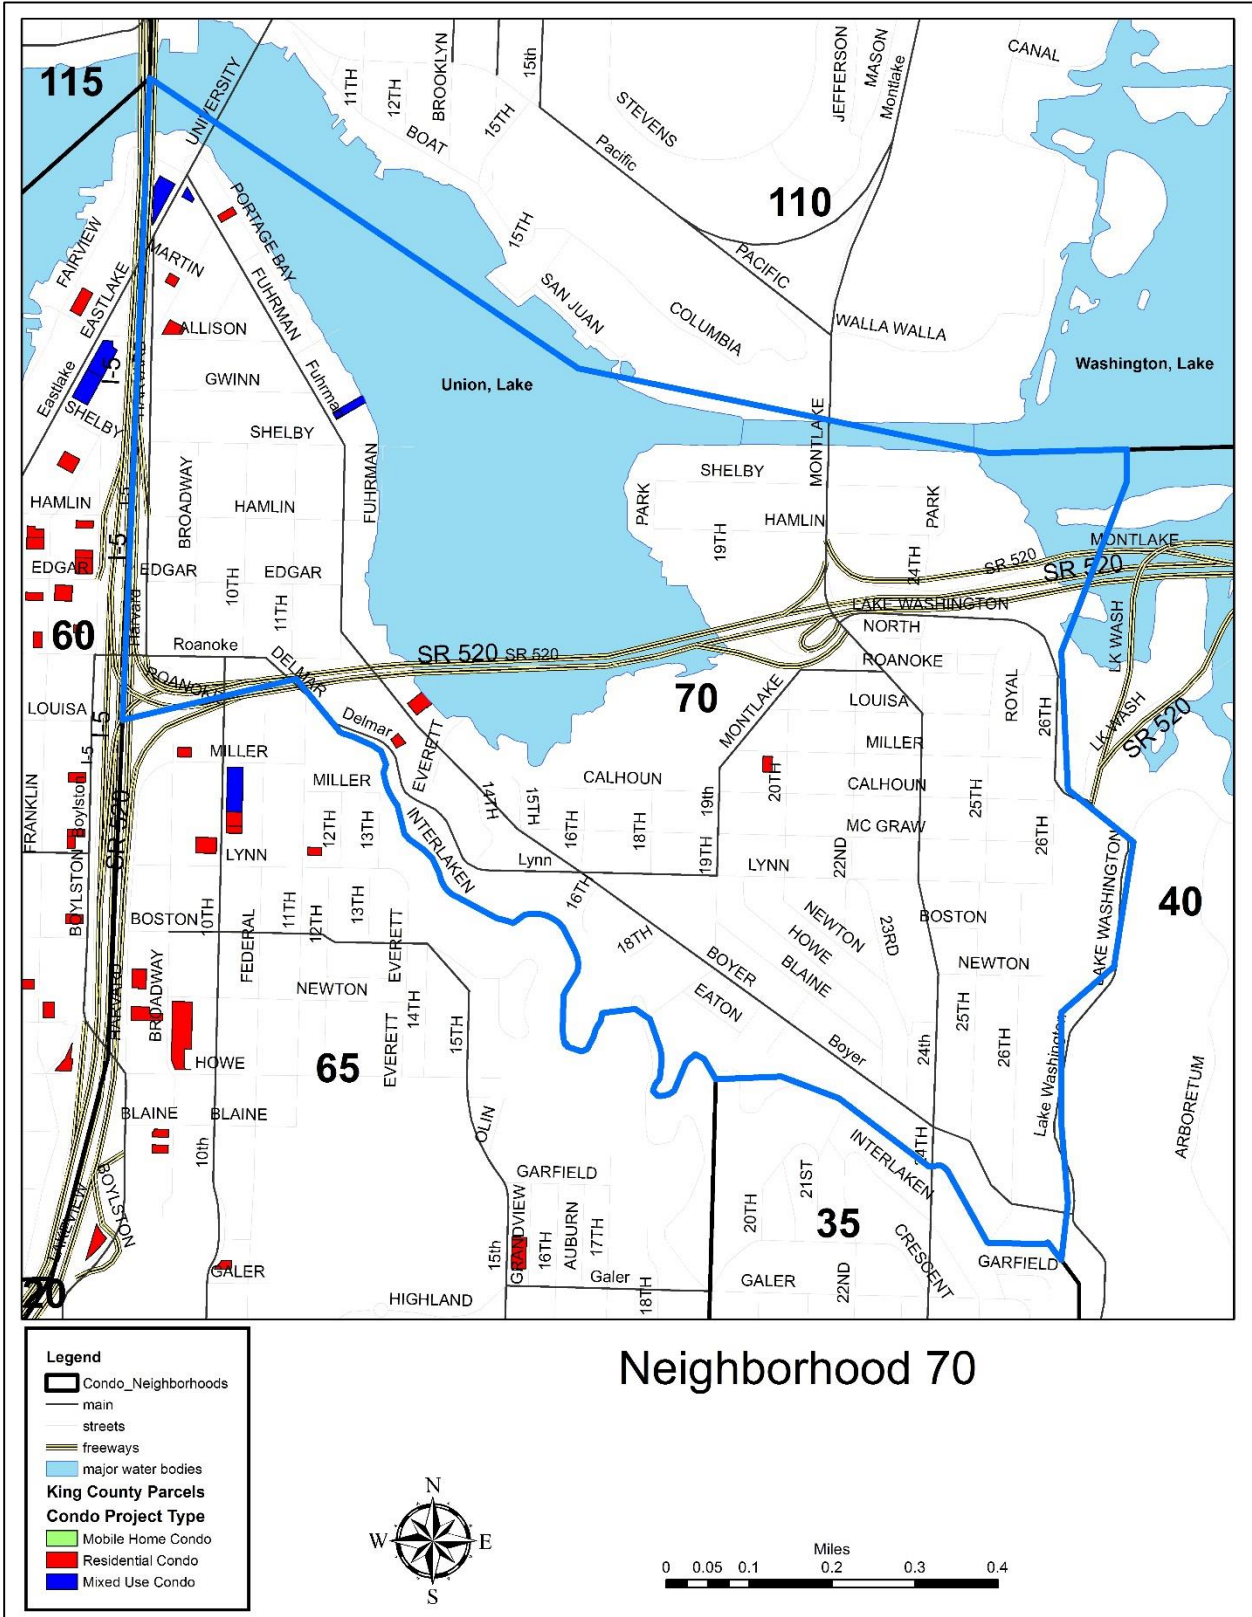 115
UNIVERSITY
11TH
12TH
BROOKLYN
15th
15TH
BOAT
STEVENS
JEFFERSON
MASON
Montlake
CANAL
Pacific
110
PORTAGE BAY
FAIRVIEW
MARTIN
EASTLAKE
FUHRMAN
15TH
PACIFIC
SAN JUAN
COLUMBIA
WALLA WALLA
ALLISON
Washington, Lake
Union, Lake
I-5
HARVARD
GWINN
Fuhrman
Eastlake
SHELBY
SHELBY
MONTLAKE
FUHRMAN
SHELBY
HAMLIN
BROADWAY
HAMLIN
I-5
PARK
19TH
HAMLIN
PARK
I-5
EDGAR
EDGAR
10TH
EDGAR
11TH
24TH
SR 520
MONTLAKE
SR 520
LAKE WASHINGTON
60
Harvard
Roanoke
DELMAR
SR 520
SR 520
NORTH
ROANOKE
LK WASH
ROANOKE
LOUISA
I-5
70
MONTLAKE
LOUISA
ROYAL
26TH
LK WASH
SR 520
Delmar
EVERETT
I-5
MILLER
MILLER
MILLER
CALHOUN
CALHOUN
20TH
25TH
FRANKLIN
Boylston
SR 520
12TH
13TH
INTERLAKEN
14TH
15TH
16TH
18TH
19th
MC GRAW
26TH
LYNN
Lynn
19TH
LYNN
22ND
LAKE WASHINGTON
40
BOYLSTON
BOSTON
10TH
FEDERAL
11TH
12TH
13TH
EVERETT
16TH
18TH
NEWTON
HOWE
BLAINE
23RD
BOSTON
BOYER
NEWTON
HARVARD
BROADWAY
NEWTON
14TH
EATON
25TH
15TH
EVERETT
Boyer
24th
26TH
Lake Washington
HOWE
65
BLAINE
BLAINE
10th
OLIN
24TH
ARBORETUM
INTERLAKEN
BOYLSTON
LAKEVIEW
GARFIELD
21ST
20TH
35
GRANDVIEW
15th
16TH
AUBURN
17TH
CRESCENT
GARFIELD
20
GALER
Galer
18TH
GALER
22ND
HIGHLAND
Neighborhood 70
Legend
Condo_Neighborhoods
main
streets
freeways
major water bodies
King County Parcels
Condo Project Type
Mobile Home Condo
Residential Condo
Mixed Use Condo
N
W
E
S
Miles
0 0.05 0.1 0.2 0.3 0.4